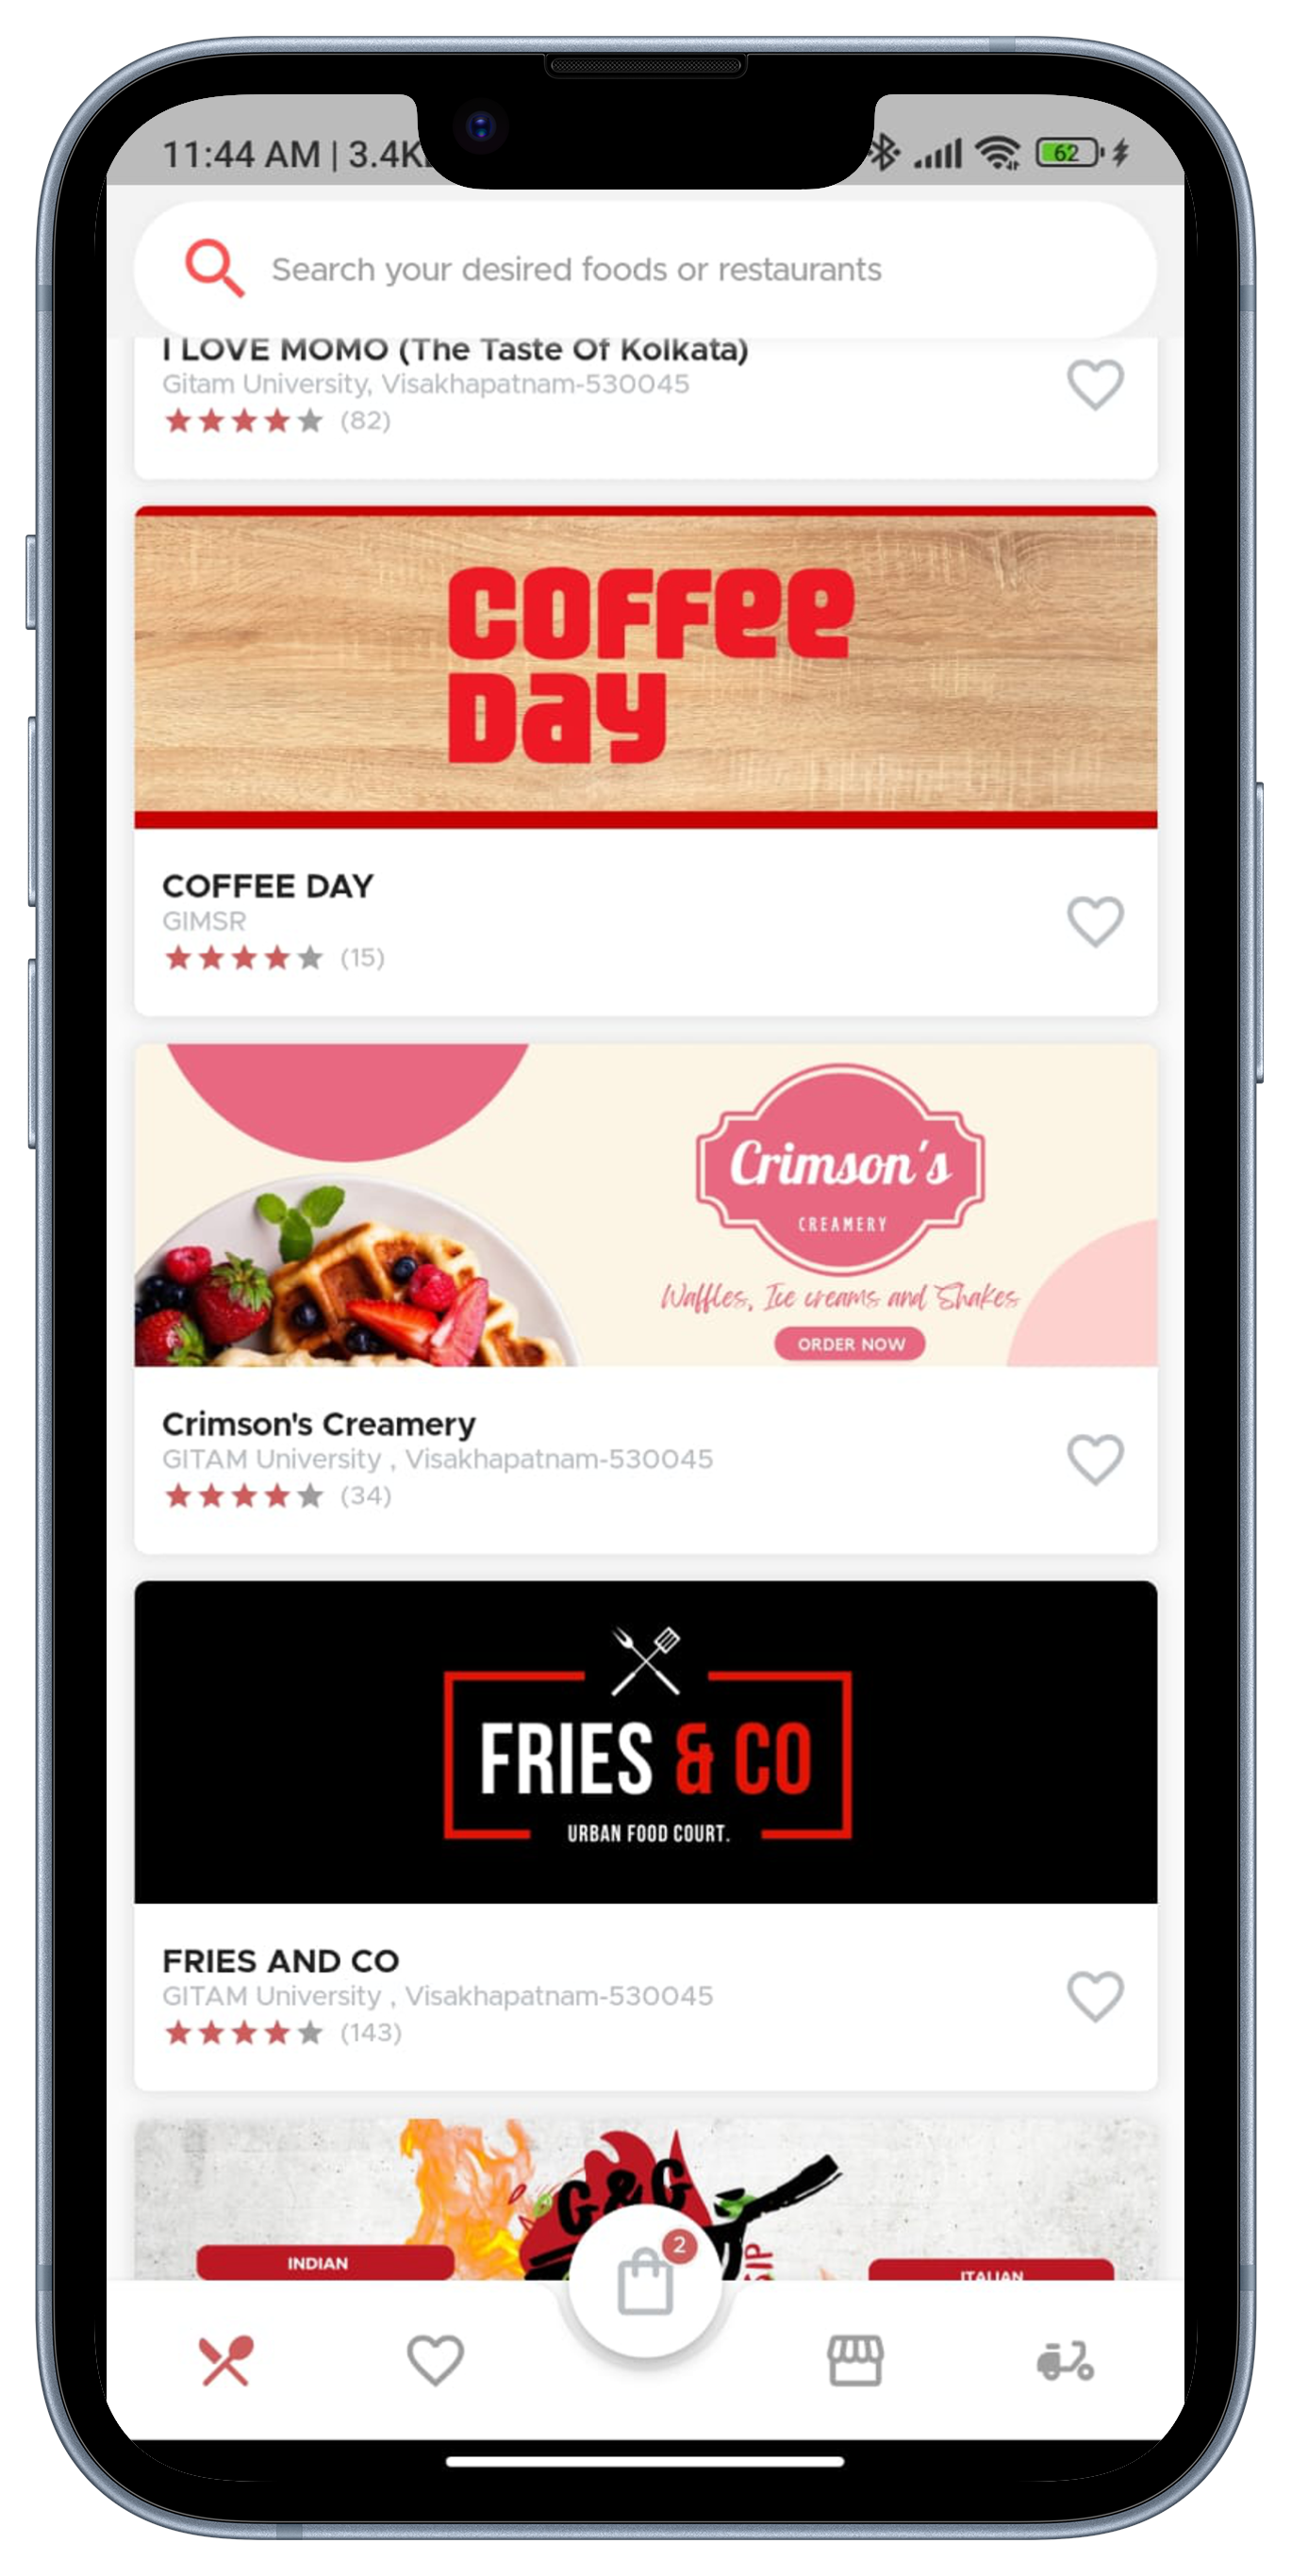 11:44 AM | 3.4K
62
Search your desired foods or restaurants
I LOVE MOMO (The Taste Of Kolkata)
Gitam University, Visakhapatnam-530045
(82)
COFFEE
DAY
COFFEE DAY
GIMSR
(15)
Crimson's
CREAMERY
Waffles, Ice creams and Shakes
ORDER NOW
Crimson's Creamery
GITAM University , Visakhapatnam-530045
(34)
FRIES & CO
URBAN FOOD COURT.
FRIES AND CO
GITAM University , Visakhapatnam-530045
(143)
G&G
2
INDIAN
ITALIAN